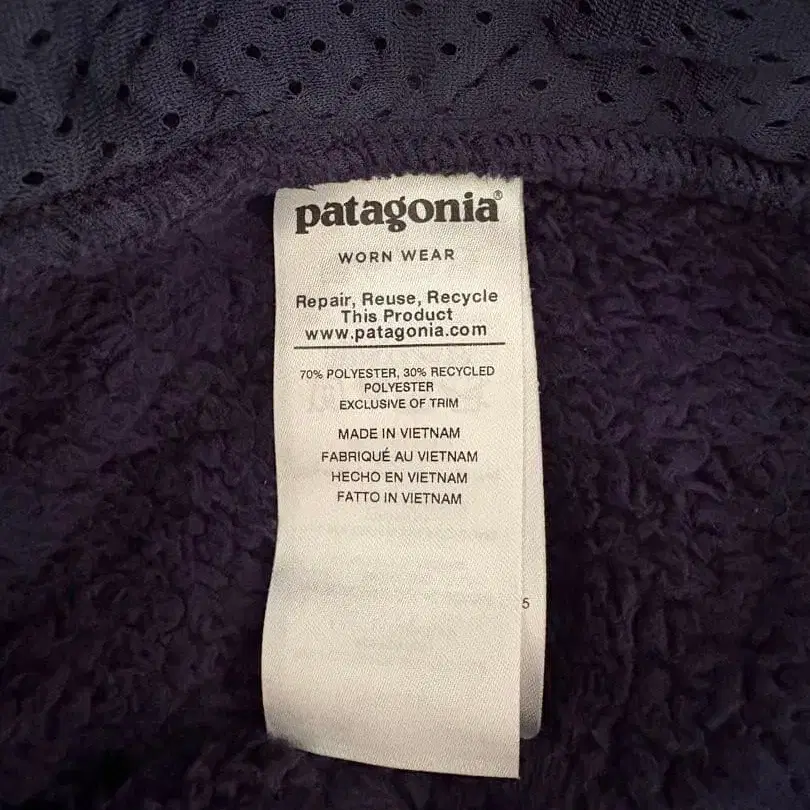 patagonia®
WORN WEAR
Repair, Reuse, Recycle
This Product
www.patagonia.com
70% POLYESTER, 30% RECYCLED
POLYESTER
EXCLUSIVE OF TRIM
MADE IN VIETNAM
FABRIQUÉ AU VIETNAM
HECHO EN VIETNAM
FATTO IN VIETNAM
5